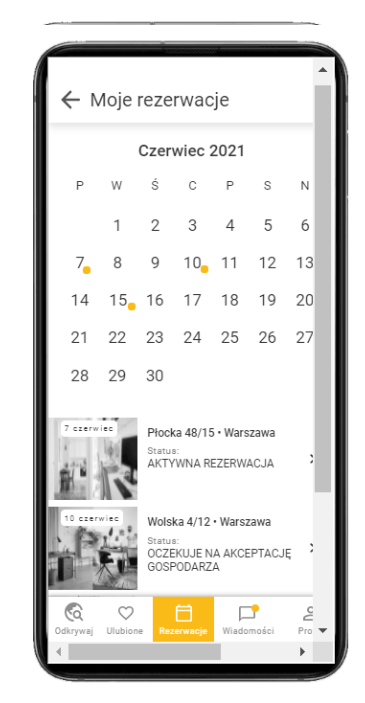 Moje rezerwacje
Czerwiec 2021
P W Ś C P S N
1 2 3 4 5 6
7 8 9 10 11 12 13
14 15 16 17 18 19 20
21 22 23 24 25 26 27
28 29 30
7 czerwiec
Płocka 48/15 • Warszawa
Status:
AKTYWNA REZERWACJA
10 czerwiec
Wolska 4/12 • Warszawa
Status:
OCZEKUJE NA AKCEPTACJĘ
GOSPODARZA
Odkrywaj Ulubione Rezerwacje Wiadomości Pro